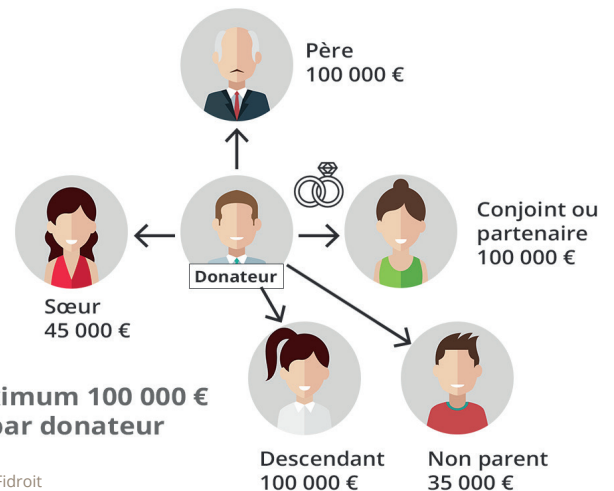 Père
100 000 €
Conjoint ou
partenaire
100 000 €
Donateur
Sœur
45 000 €
100 000 €
donateur
Descendant
100 000 €
Non parent
35 000 €
Fidroit